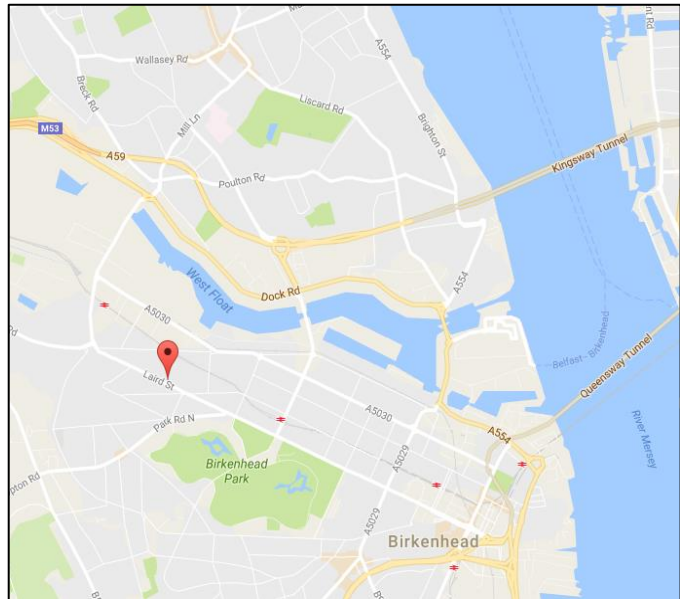 Wallasey Rd
A554
Breck Rd
Liscard Rd
Mill Ln
Brighton St
M53
A59
Kingsway Tunnel
Poulton Rd
West Float
Dock Rd
A554
A5030
Belfast - Birkenhead
Queensway Tunnel
Laird St
Park Rd N
A5030
A554
River Mersey
Birkenhead
Park
A5029
A5029
Birkenhead